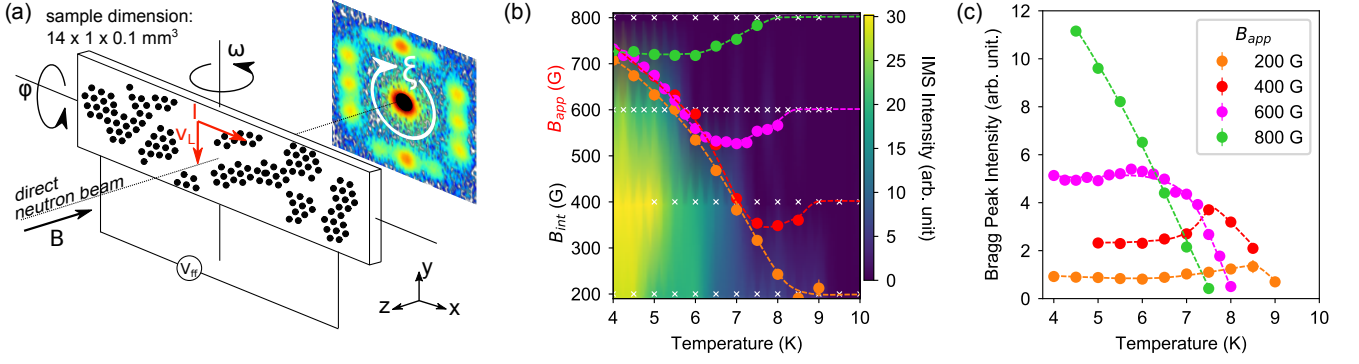 (a)
sample dimension:
14 x 1 x 0.1 mm³
ω
φ
ξ
I
v_L
direct
neutron beam
B
V_ff
y
z
x
(b)
800
700
600
500
400
300
200
B_int (G) B_app (G)
4 5 6 7 8 9 10
Temperature (K)
30
25
20
15
10
5
0
IMS Intensity (arb. unit)
(c)
12
10
8
6
4
2
0
Bragg Peak Intensity (arb. unit.)
4 5 6 7 8 9 10
Temperature (K)
B_app
200 G
400 G
600 G
800 G